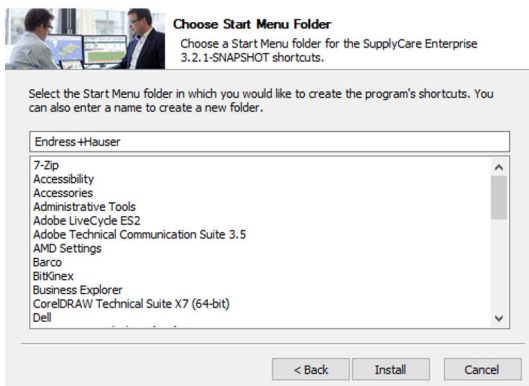 Choose Start Menu Folder
Choose a Start Menu folder for the SupplyCare Enterprise
3.2.1-SNAPSHOT shortcuts.
Select the Start Menu folder in which you would like to create the program's shortcuts. You
can also enter a name to create a new folder.
Endress+Hauser
7-Zip
Accessibility
Accessories
Administrative Tools
Adobe LiveCycle ES2
Adobe Technical Communication Suite 3.5
AMD Settings
Barco
BitKinex
Business Explorer
CorelDRAW Technical Suite X7 (64-bit)
Dell
< Back
Install
Cancel